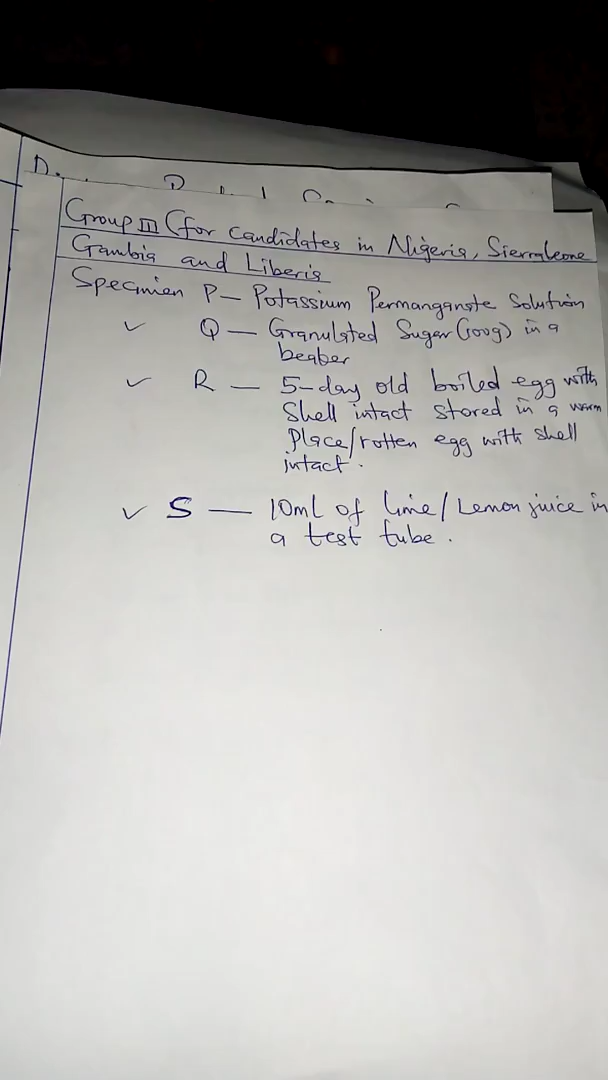 D.
Group III (for candidates in Nigeria, Sierraleone
Gambia and Liberia
Specimen P — Potassium Permanganate Solution
✓ Q — Granulated Sugar (100g) in a
beaker
✓ R — 5-day old boiled egg with
Shell intact stored in a warm
place/rotten egg with shell
intact.
✓ S — 10ml of lime/Lemon juice in
a test tube.